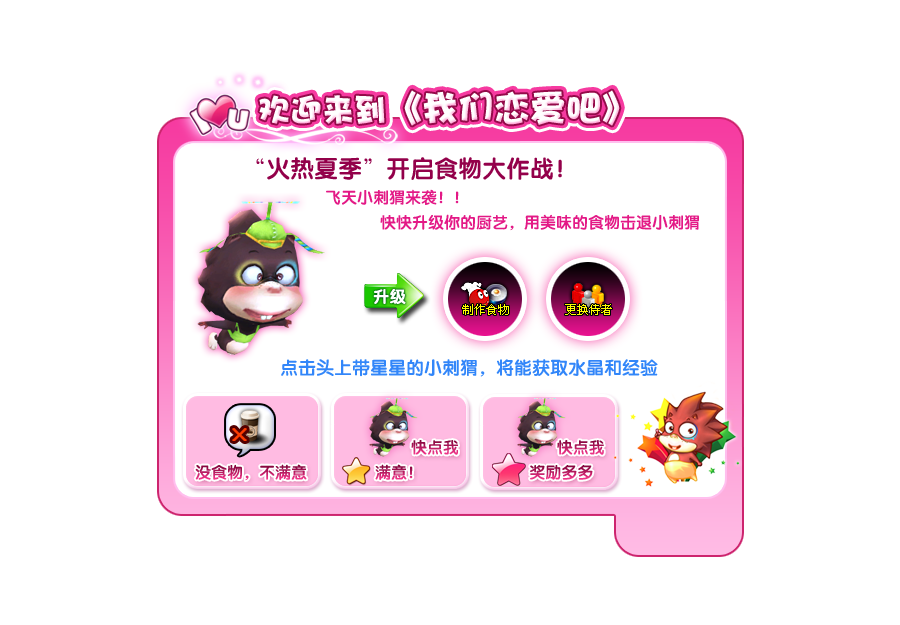 I U 欢迎来到《我们恋爱吧》
“火热夏季”开启食物大作战！
飞天小刺猬来袭！！
快快升级你的厨艺，用美味的食物击退小刺猬
升级
制作食物
更换侍者
点击头上带星星的小刺猬，将能获取水晶和经验
没食物，不满意
快点我
满意！
快点我
奖励多多